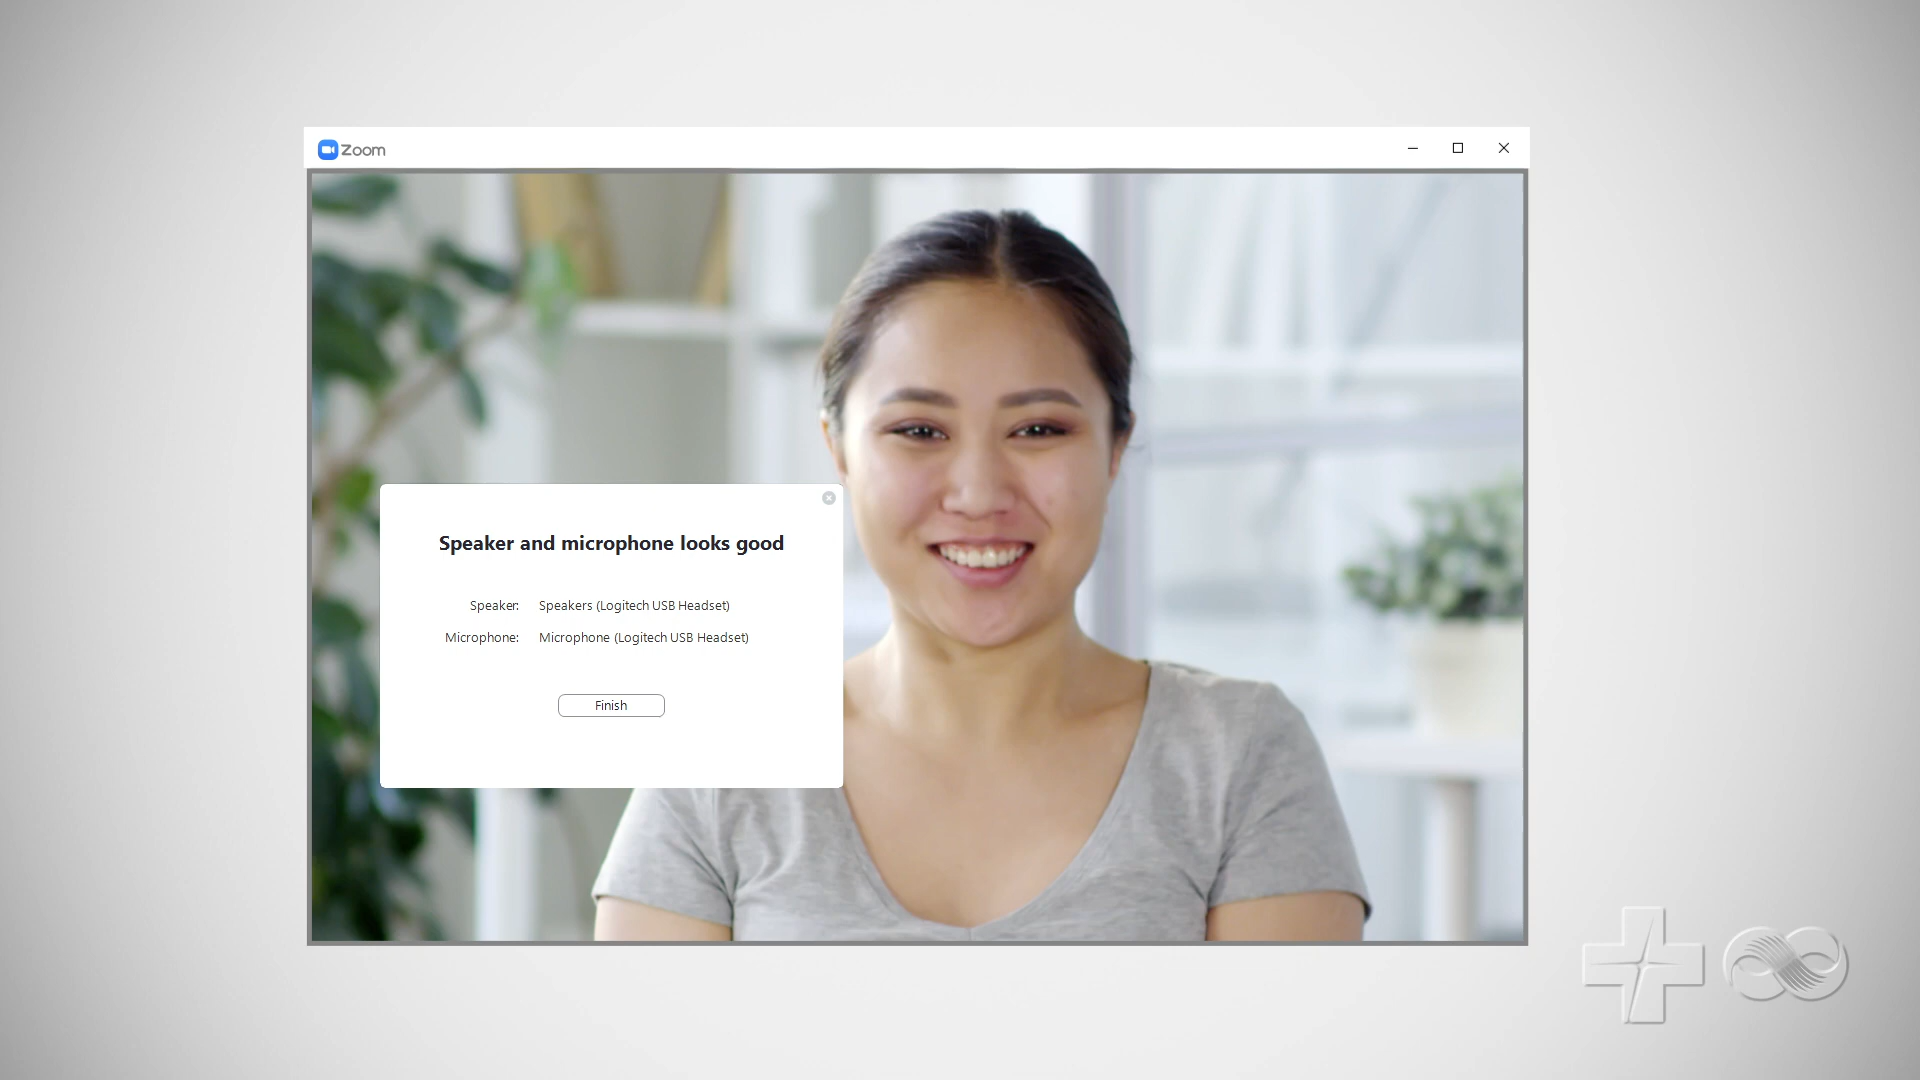 Zoom
Speaker and microphone looks good
Speaker: Speakers (Logitech USB Headset)
Microphone: Microphone (Logitech USB Headset)
Finish